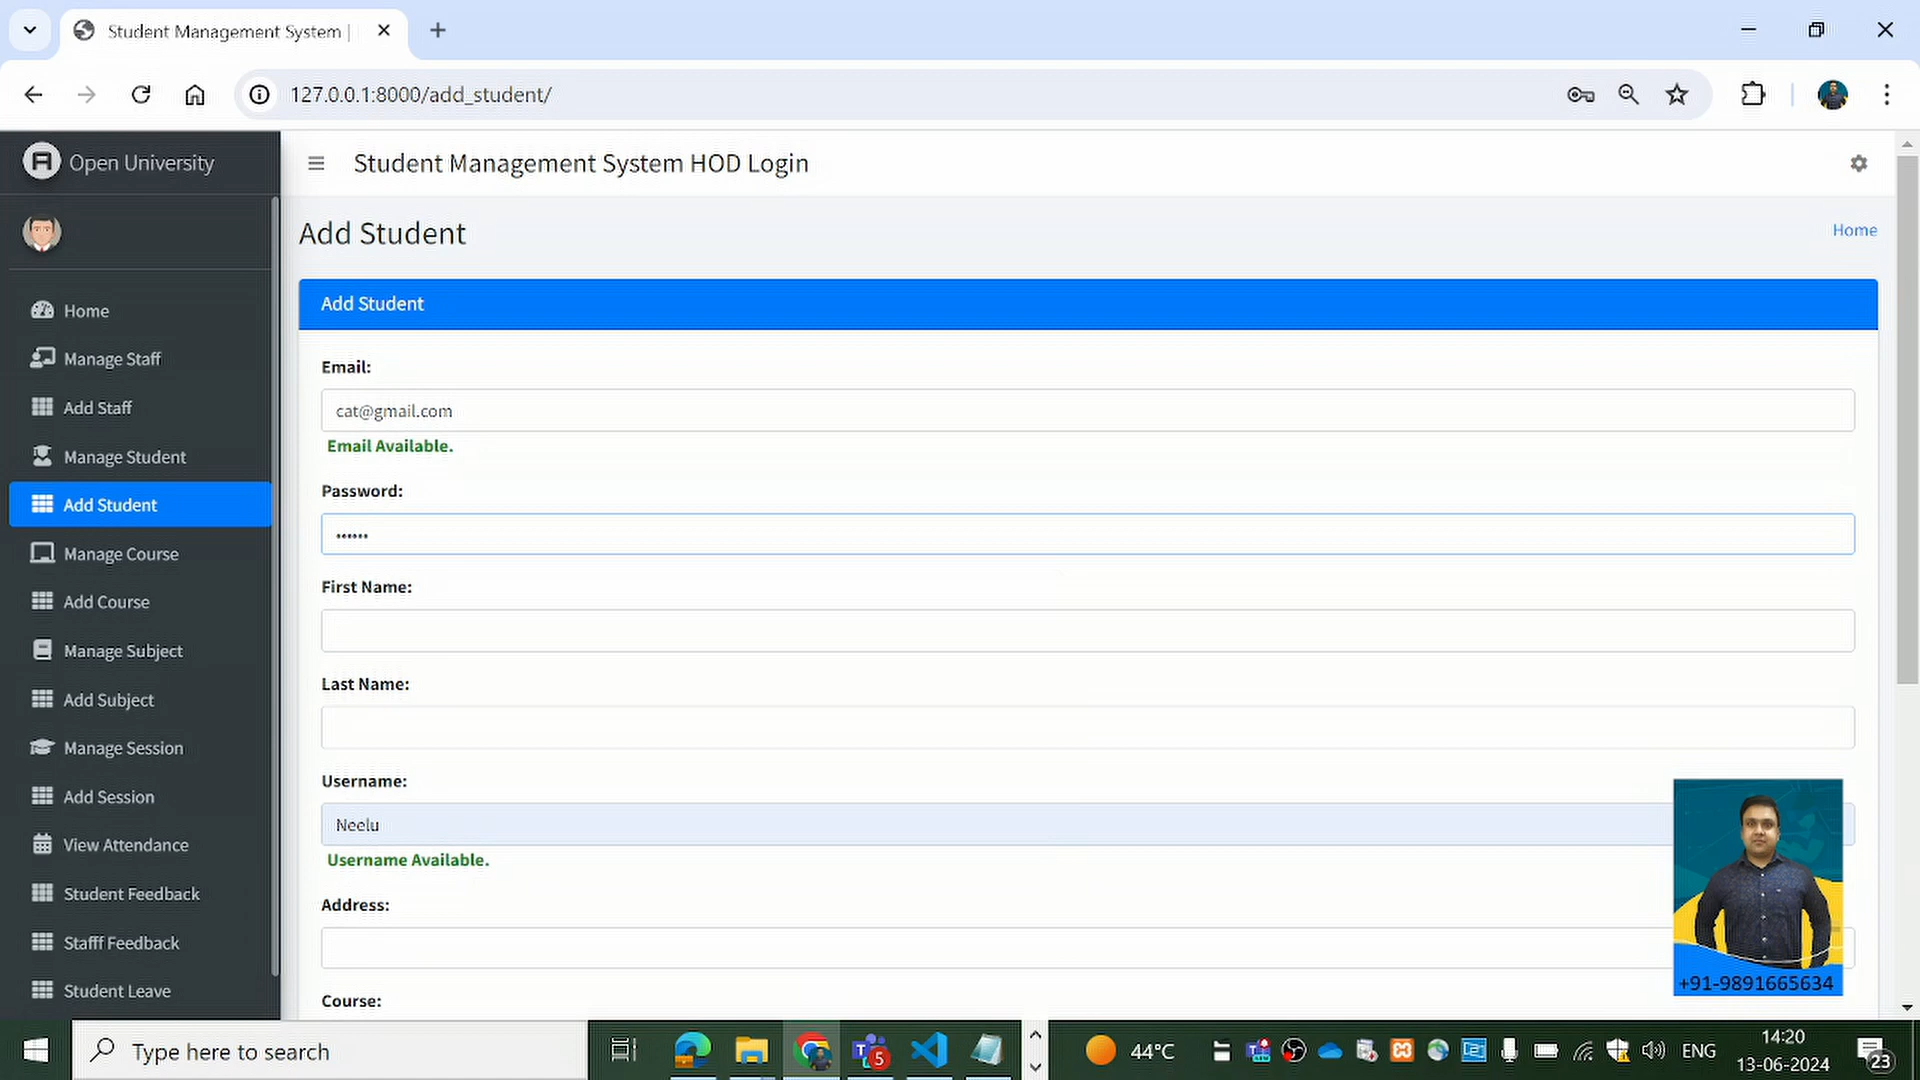 Student Management System |
127.0.0.1:8000/add_student/
Open University
Student Management System HOD Login
Add Student
Home
Home
Manage Staff
Add Staff
Manage Student
Add Student
Manage Course
Add Course
Manage Subject
Add Subject
Manage Session
Add Session
View Attendance
Student Feedback
Stafff Feedback
Student Leave
Add Student
Email:
cat@gmail.com
Email Available.
Password:
••••••
First Name:
Last Name:
Username:
Neelu
Username Available.
Address:
Course:
+91-9891665634
Type here to search
5
44°C
ENG
14:20
13-06-2024
23